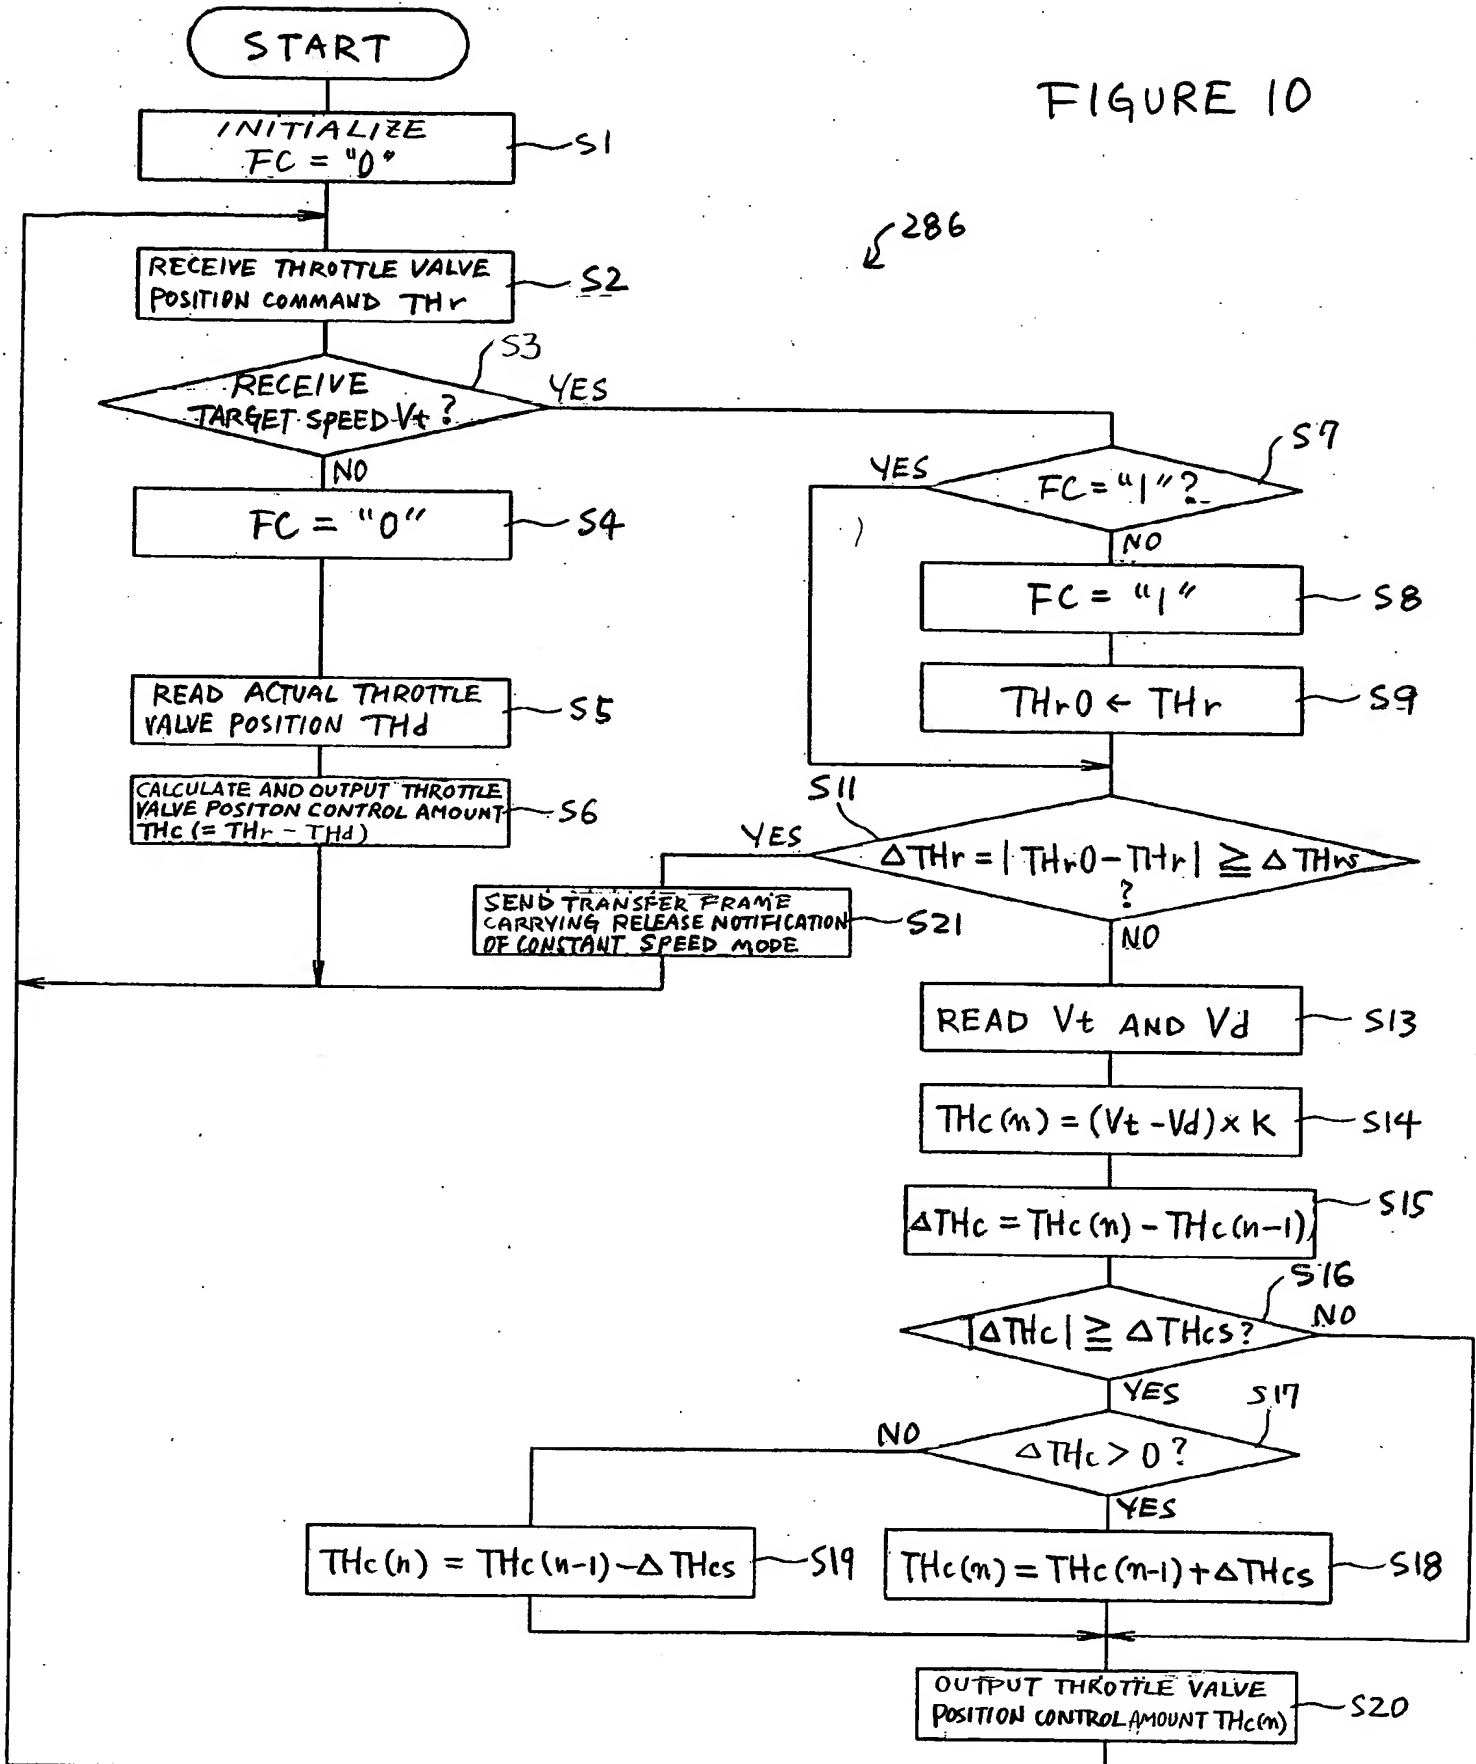 START
FIGURE 10
INITIALIZE
FC = "0"
S1
286
RECEIVE THROTTLE VALVE
POSITION COMMAND THr
S2
S3
RECEIVE
TARGET SPEED Vt ?
YES
NO
FC = "0"
S4
READ ACTUAL THROTTLE
VALVE POSITION THd
S5
CALCULATE AND OUTPUT THROTTLE
VALVE POSITON CONTROL AMOUNT
THc (= THr - THd)
S6
S7
YES
FC = "1" ?
NO
FC = "1"
S8
THr0 ← THr
S9
S11
YES
ΔTHr = | THr0 - THr | ≧ Δ THrs
?
NO
SEND TRANSFER FRAME
CARRYING RELEASE NOTIFICATION
OF CONSTANT SPEED MODE
S21
READ Vt AND Vd
S13
THc(n) = (Vt - Vd) × K
S14
ΔTHc = THc(n) - THc(n-1)
S15
S16
|ΔTHc| ≧ ΔTHcs?
NO
YES
S17
NO
ΔTHc > 0 ?
YES
THc(n) = THc(n-1) - Δ THcs
S19
THc(n) = THc(n-1) + ΔTHcs
S18
OUTPUT THROTTLE VALVE
POSITION CONTROL AMOUNT THc(n)
S20